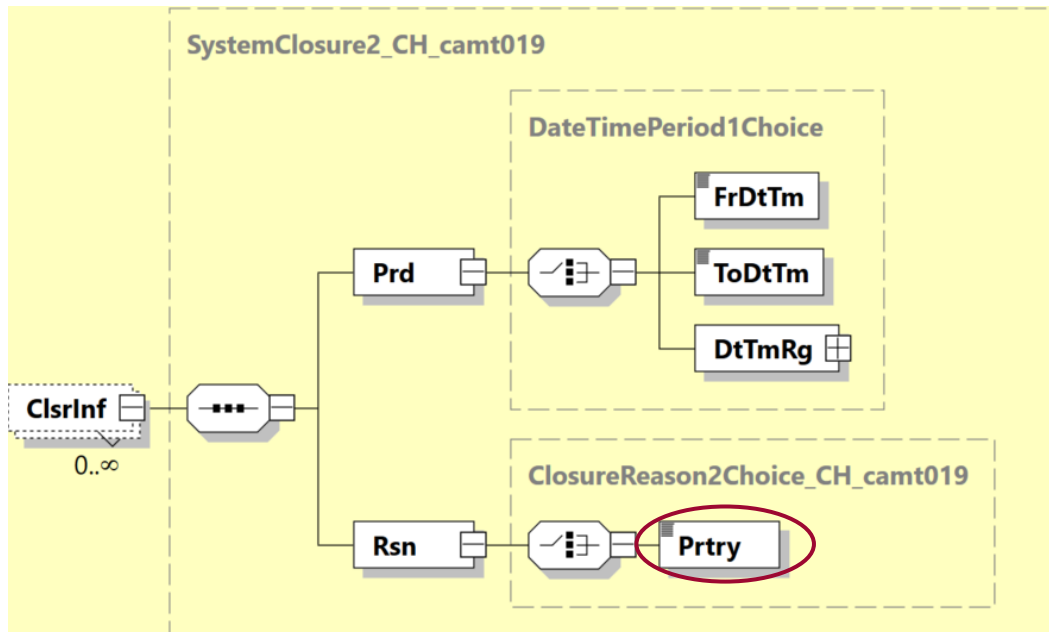 SystemClosure2_CH_camt019
DateTimePeriod1Choice
FrDtTm
Prd
ToDtTm
DtTmRg
ClsrInf
0..∞
ClosureReason2Choice_CH_camt019
Rsn
Prtry